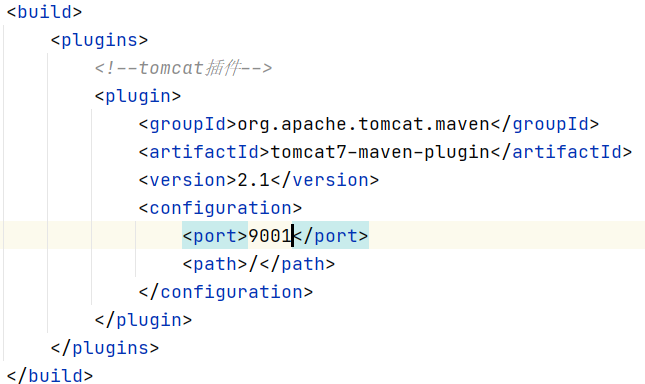 <build>
<plugins>
<!--tomcat插件-->
<plugin>
<groupId>org.apache.tomcat.maven</groupId>
<artifactId>tomcat7-maven-plugin</artifactId>
<version>2.1</version>
<configuration>
<port>9001</port>
<path>/</path>
</configuration>
</plugin>
</plugins>
</build>